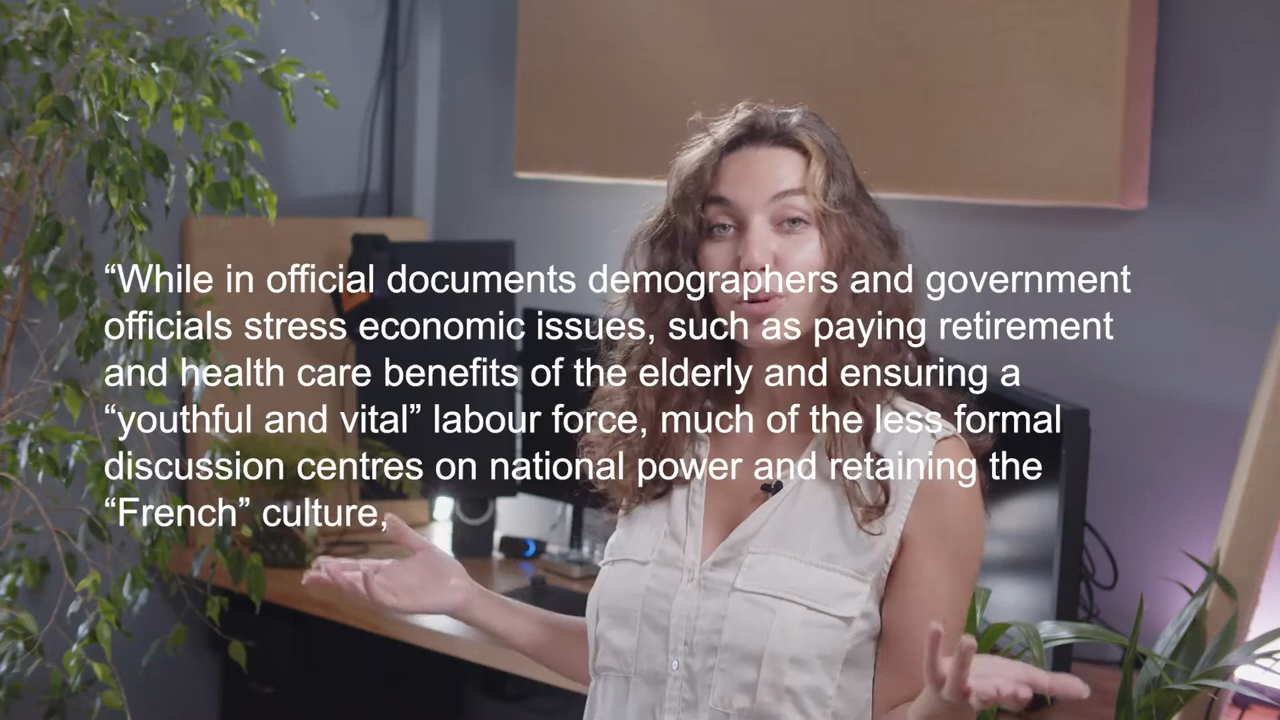 “While in official documents demographers and government
officials stress economic issues, such as paying retirement
and health care benefits of the elderly and ensuring a
“youthful and vital” labour force, much of the less formal
discussion centres on national power and retaining the
“French” culture,